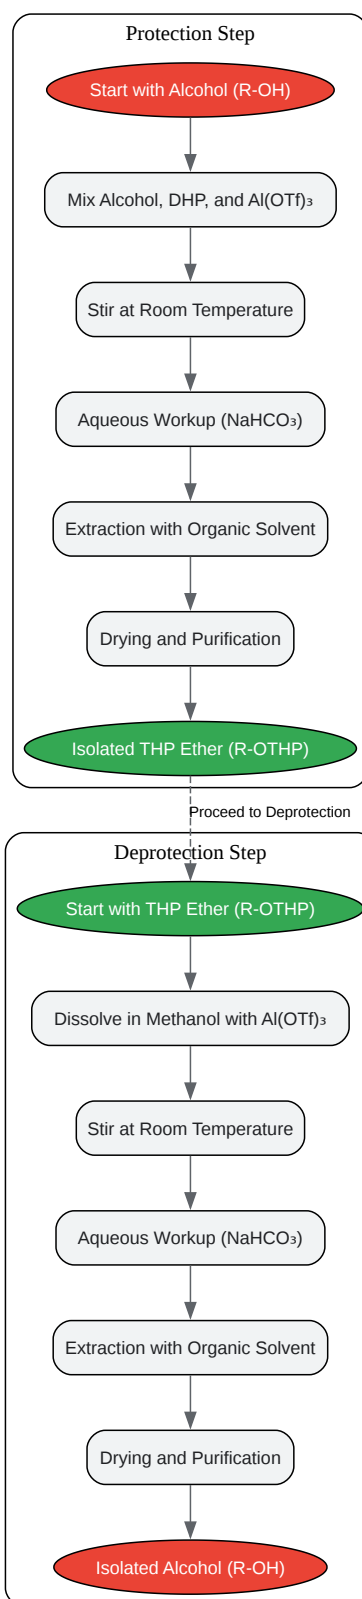 Protection Step
Start with Alcohol (R-OH)
Mix Alcohol, DHP, and Al(OTf)₃
Stir at Room Temperature
Aqueous Workup (NaHCO₃)
Extraction with Organic Solvent
Drying and Purification
Isolated THP Ether (R-OTHP)
Proceed to Deprotection
Deprotection Step
Start with THP Ether (R-OTHP)
Dissolve in Methanol with Al(OTf)₃
Stir at Room Temperature
Aqueous Workup (NaHCO₃)
Extraction with Organic Solvent
Drying and Purification
Isolated Alcohol (R-OH)